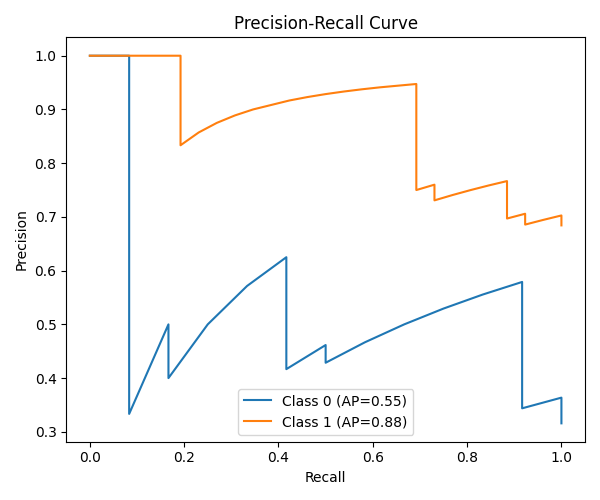 Precision-Recall Curve
1.0
0.9
0.8
0.7
0.6
0.5
0.4
0.3
Precision
Class 0 (AP=0.55)
Class 1 (AP=0.88)
0.0 0.2 0.4 0.6 0.8 1.0
Recall